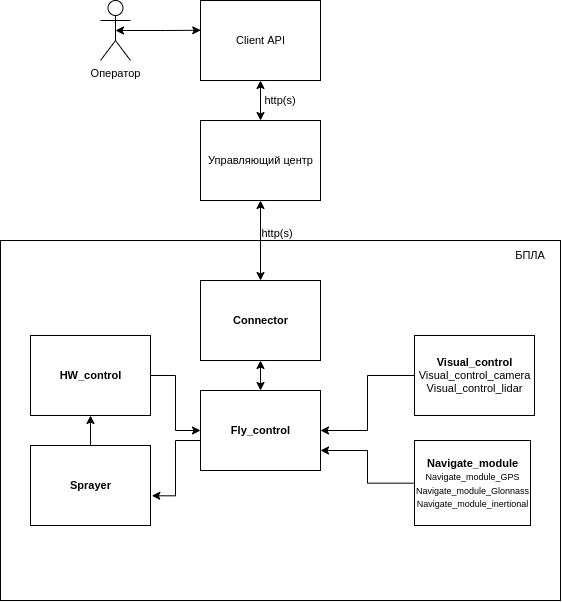 Client API
Оператор
http(s)
Управляющий центр
http(s)
БПЛА
Connector
HW_control
Visual_control
Visual_control_camera
Visual_control_lidar
Fly_control
Sprayer
Navigate_module
Navigate_module_GPS
Navigate_module_Glonnass
Navigate_module_inertional